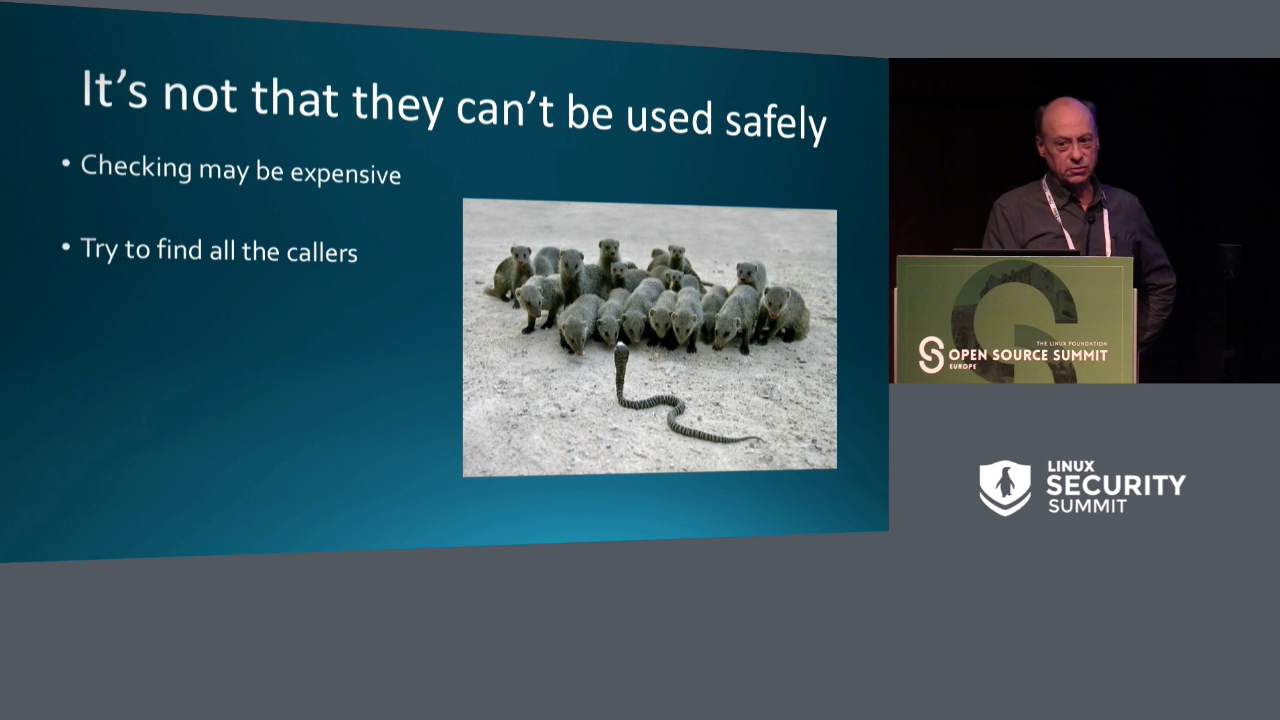 It's not that they can't be used safely
• Checking may be expensive
• Try to find all the callers
THE LINUX FOUNDATION
OPEN SOURCE SUMMIT
EUROPE
LINUX
SECURITY
SUMMIT